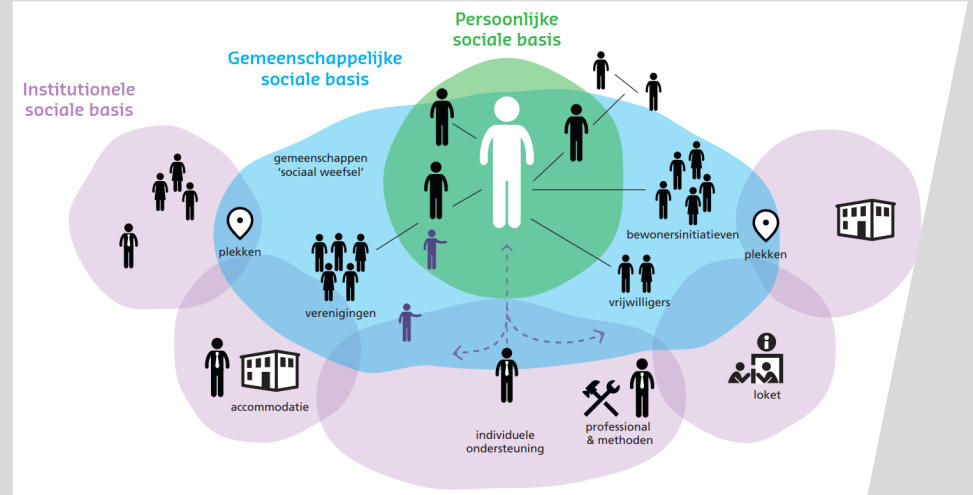 Persoonlijke
sociale basis
Gemeenschappelijke
sociale basis
Institutionele
sociale basis
gemeenschappen
'sociaal weefsel'
plekken
verenigingen
bewonersinitiatieven
plekken
vrijwilligers
accommodatie
individuele
ondersteuning
professional
& methoden
loket